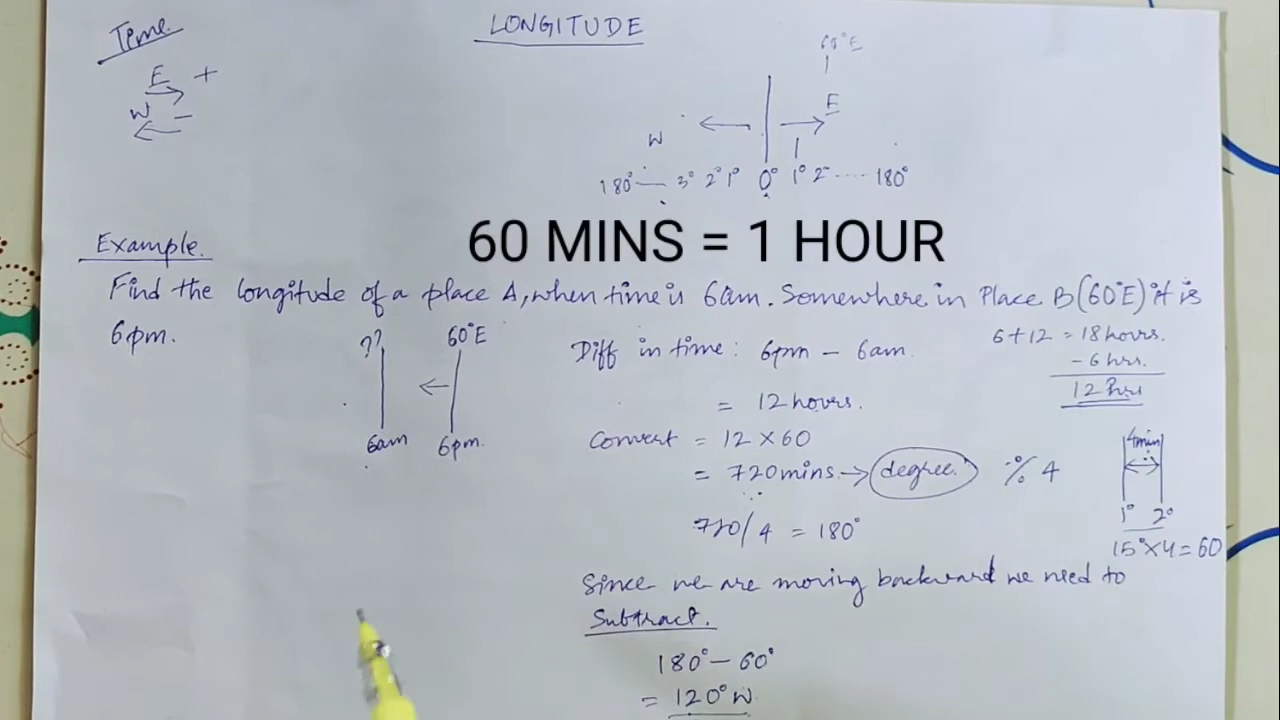 Time
LONGITUDE
E +
W -
60°E
W
E
180° — 3° 2° 1° 0° 1° 2° ..... 180°
60 MINS = 1 HOUR
Example.
Find the longitude of a place A, when time is 6am. Somewhere in Place B (60°E) it is
6pm.
?? 60°E
6am 6pm.
Diff in time: 6pm – 6am.
= 12 hours.
6+12 = 18 hours.
- 6 hrs.
12 hrs
Convert = 12 X 60
= 720 mins → degree. % 4
720/4 = 180°
4min
1° 2°
15° X 4 = 60
Since we are moving backward we need to
Subtract.
180° – 60°
= 120° W